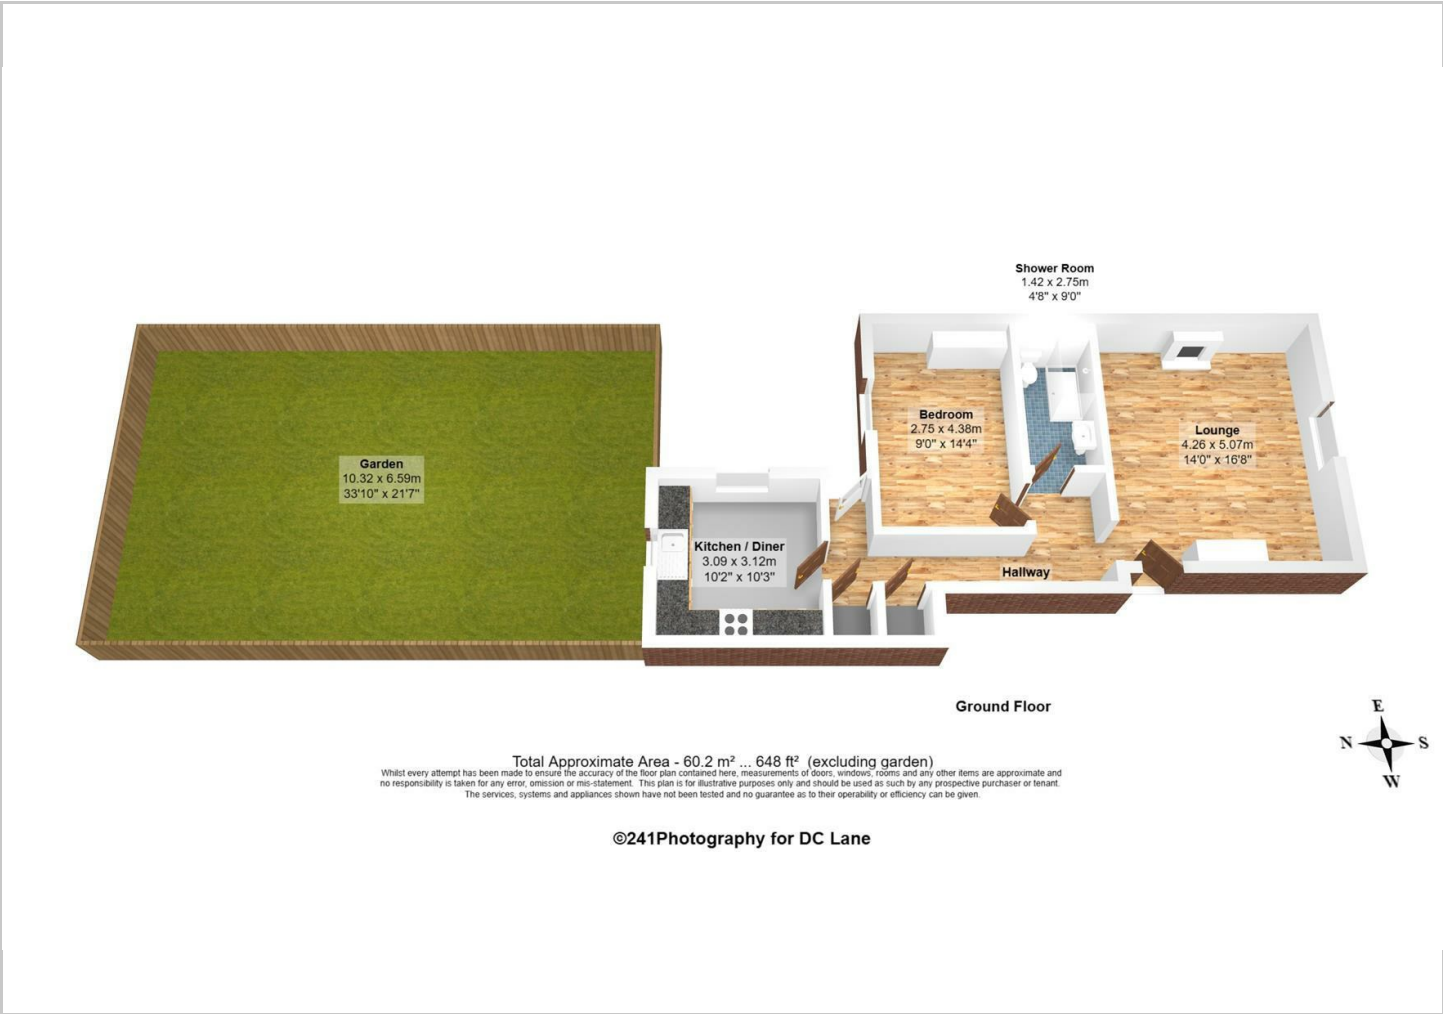 Shower Room
1.42 x 2.75m
4'8" x 9'0"
Bedroom
2.75 x 4.38m
9'0" x 14'4"
Lounge
4.26 x 5.07m
14'0" x 16'8"
Garden
10.32 x 6.59m
33'10" x 21'7"
Kitchen / Diner
3.09 x 3.12m
10'2" x 10'3"
Hallway
Ground Floor
E
N S
W
Total Approximate Area - 60.2 m² ... 648 ft² (excluding garden)
Whilst every attempt has been made to ensure the accuracy of the floor plan contained here, measurements of doors, windows, rooms and any other items are approximate and
no responsibility is taken for any error, omission or mis-statement. This plan is for illustrative purposes only and should be used as such by any prospective purchaser or tenant.
The services, systems and appliances shown have not been tested and no guarantee as to their operability or efficiency can be given.
©241Photography for DC Lane